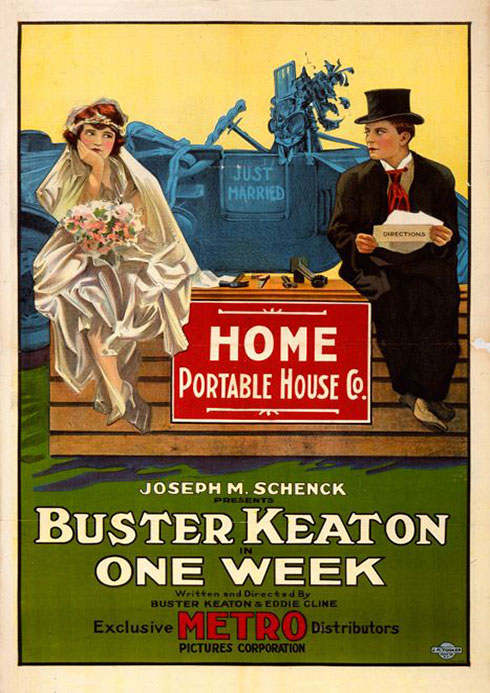 JUST
MARRIED
DIRECTIONS
HOME
PORTABLE HOUSE CO.
JOSEPH M. SCHENCK
PRESENTS
BUSTER KEATON
IN
ONE WEEK
Written and Directed By
BUSTER KEATON & EDDIE CLINE
Exclusive METRO Distributors
PICTURES CORPORATION